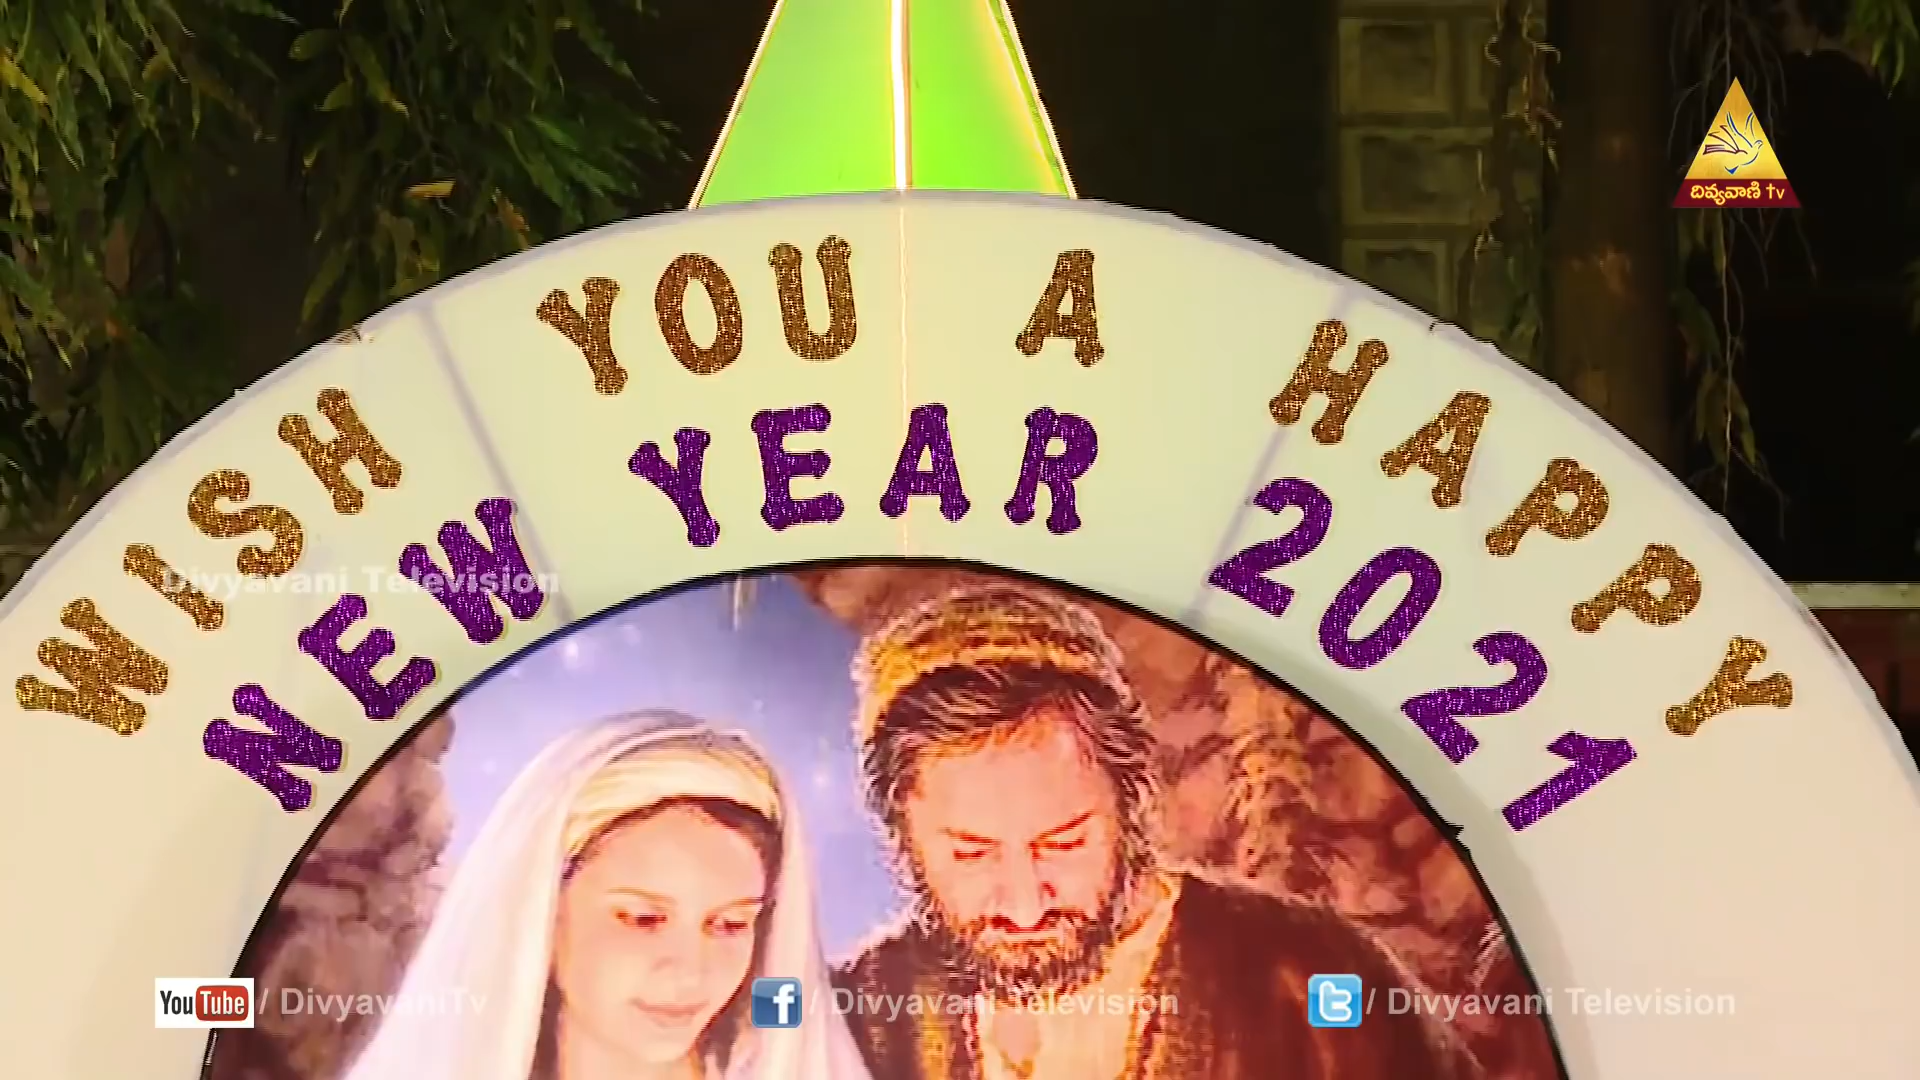 దివ్యవాణి tv
WISH YOU A HAPPY
NEW YEAR 2021
Divyavani Television
YouTube / DivyavaniTv
f / Divyavani Television
t / Divyavani Television